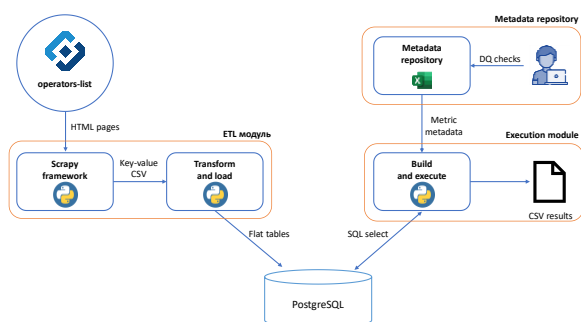 Metadata repository
operators-list
Metadata
repository
DQ checks
HTML pages
Metric
metadata
ETL модуль
Execution module
Scrapy
framework
Key-value
CSV
Transform
and load
Build
and execute
CSV results
Flat tables
SQL select
PostgreSQL